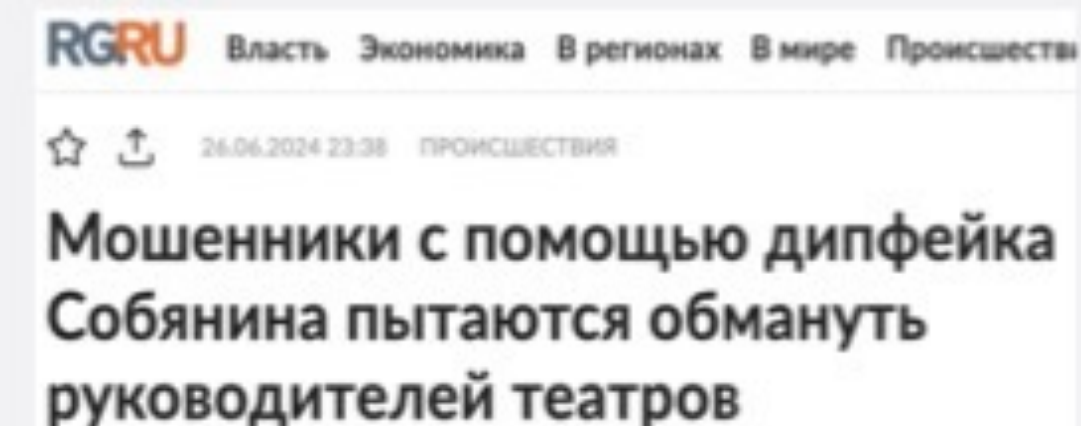 RGRU Власть Экономика В регионах В мире Происшеств
26.06.2024 23:38 ПРОИСШЕСТВИЯ
Мошенники с помощью дипфейка
Собянина пытаются обмануть
руководителей театров